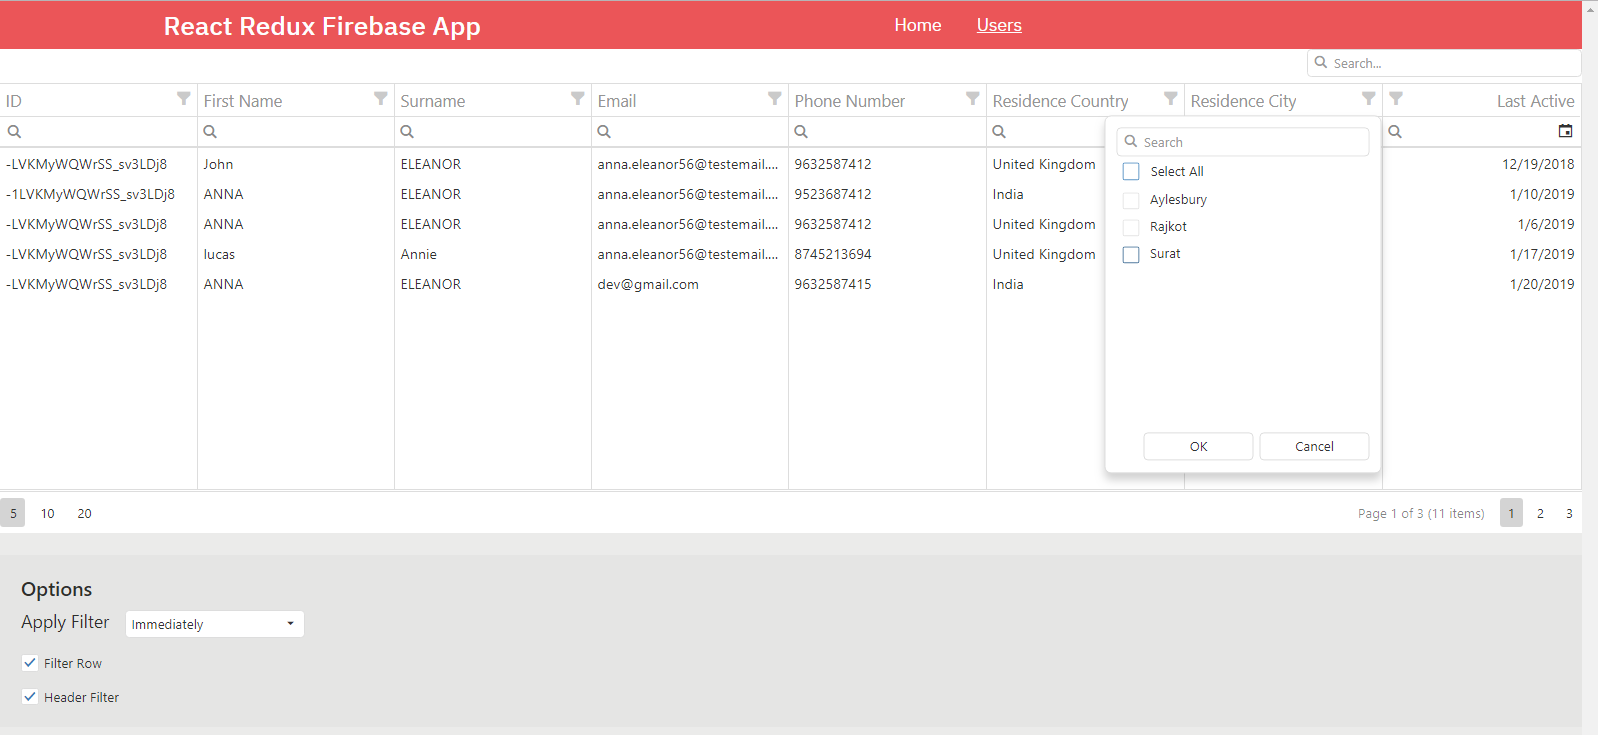 React Redux Firebase App Home Users
Search...
ID First Name Surname Email Phone Number Residence Country Residence City Last Active
-LVKMyWQWrSS_sv3LDj8 John ELEANOR anna.eleanor56@testemail.... 9632587412 United Kingdom 12/19/2018
-1LVKMyWQWrSS_sv3LDj8 ANNA ELEANOR anna.eleanor56@testemail.... 9523687412 India 1/10/2019
-LVKMyWQWrSS_sv3LDj8 ANNA ELEANOR anna.eleanor56@testemail.... 9632587412 United Kingdom 1/6/2019
-LVKMyWQWrSS_sv3LDj8 lucas Annie anna.eleanor56@testemail.... 8745213694 United Kingdom 1/17/2019
-LVKMyWQWrSS_sv3LDj8 ANNA ELEANOR dev@gmail.com 9632587415 India 1/20/2019
Search
Select All
Aylesbury
Rajkot
Surat
OK Cancel
5 10 20 Page 1 of 3 (11 items) 1 2 3
Options
Apply Filter Immediately
Filter Row
Header Filter